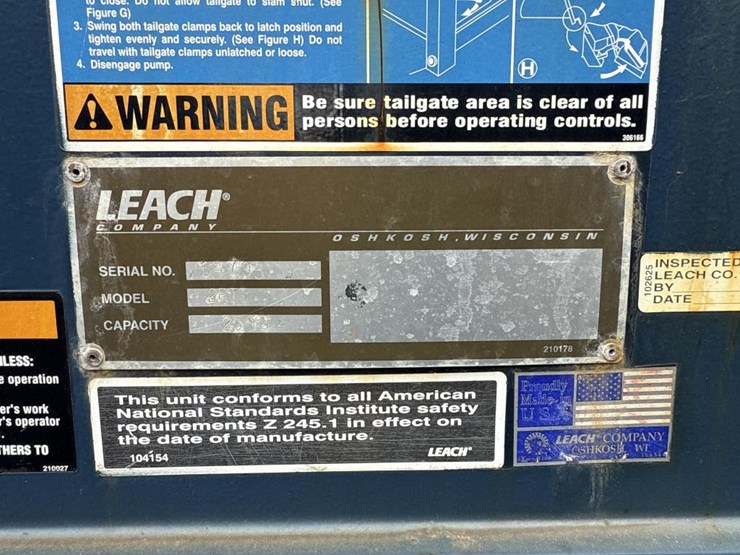 to close. Do not allow tailgate to slam shut. (See
Figure G)
3. Swing both tailgate clamps back to latch position and
tighten evenly and securely. (See Figure H) Do not
travel with tailgate clamps unlatched or loose.
4. Disengage pump.
H
WARNING
Be sure tailgate area is clear of all
persons before operating controls.
306166
LEACH®
COMPANY
OSHKOSH, WISCONSIN
SERIAL NO.
MODEL
CAPACITY
210178
102625
INSPECTED
LEACH CO.
BY
DATE
LESS:
operation
er's work
r's operator
THERS TO
210027
This unit conforms to all American
National Standards Institute safety
requirements Z 245.1 in effect on
the date of manufacture.
104154
LEACH®
Proudly
Made in
U.S.A.
LEACH® COMPANY
OSHKOSH, WI